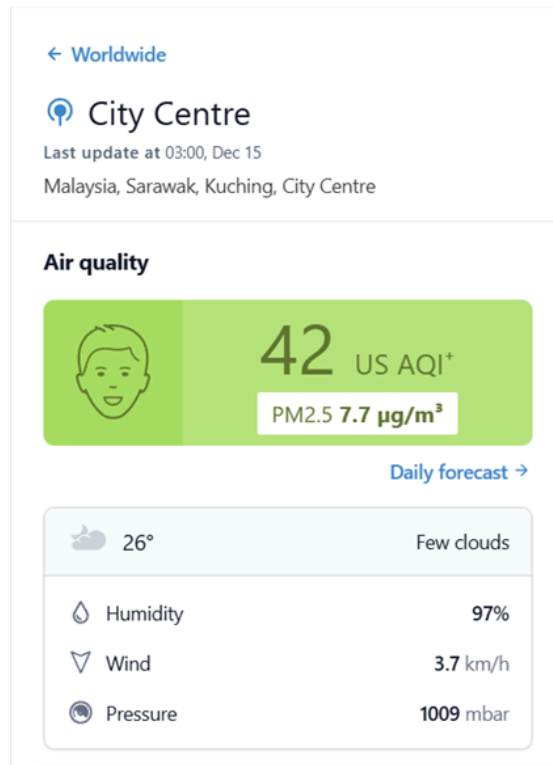 ← Worldwide
City Centre
Last update at 03:00, Dec 15
Malaysia, Sarawak, Kuching, City Centre
Air quality
42 US AQI⁺
PM2.5 7.7 µg/m³
Daily forecast →
26° Few clouds
Humidity 97%
Wind 3.7 km/h
Pressure 1009 mbar